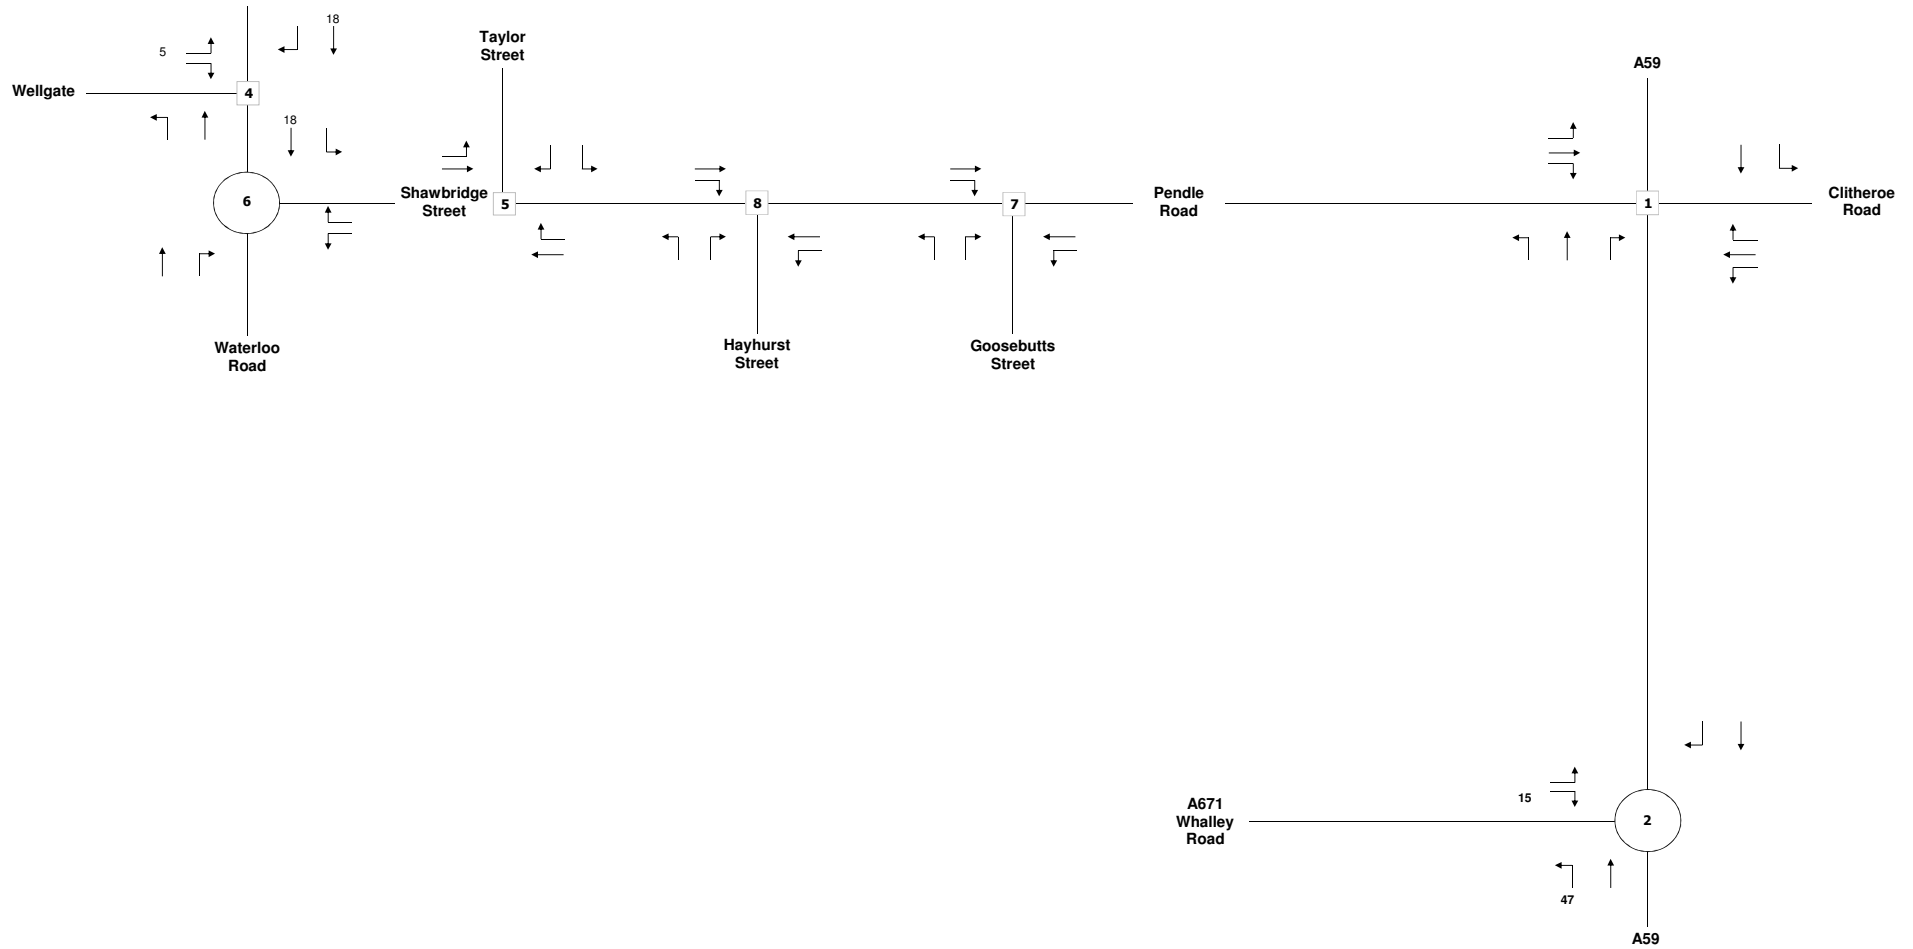 18
5
Taylor
Street
A59
Wellgate
4
18
Shawbridge
Street
6
5
8
7
Pendle
Road
1
Clitheroe
Road
Waterloo
Road
Hayhurst
Street
Goosebutts
Street
A671
Whalley
Road
15
2
47
A59